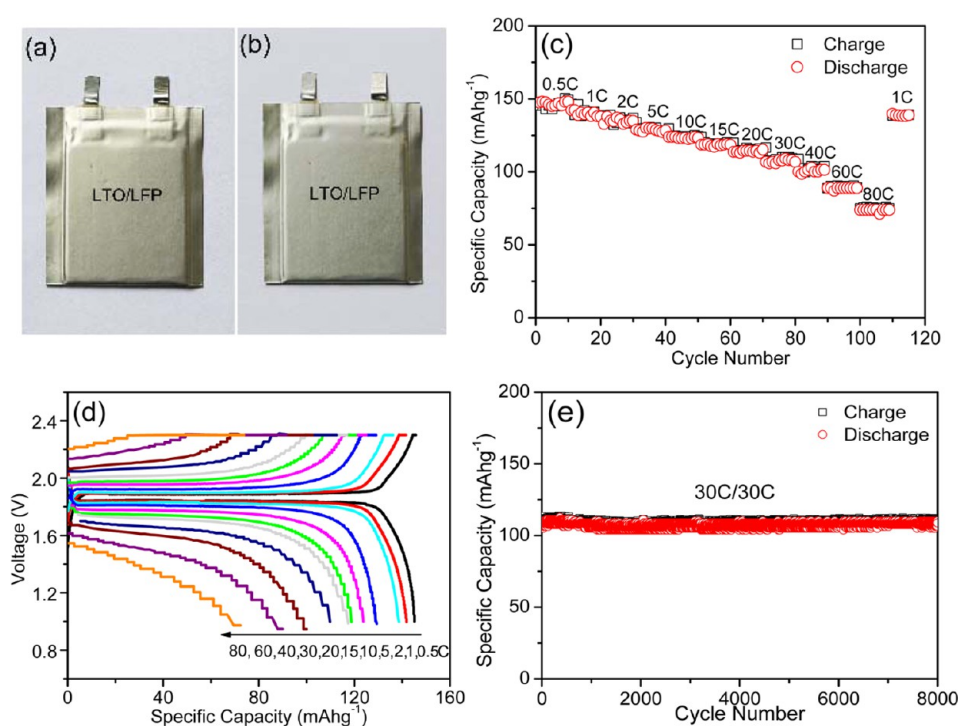 (a)
LTO/LFP
(b)
LTO/LFP
(c)
200
150
100
50
0
0 20 40 60 80 100 120
Specific Capacity (mAhg⁻¹)
Cycle Number
Charge
Discharge
0.5C
1C
2C
5C
10C
15C
20C
30C
40C
60C
80C
1C
(d)
2.4
2.0
1.6
1.2
0.8
0 40 80 120 160
Voltage (V)
Specific Capacity (mAhg⁻¹)
80, 60,40,30,20,15,10,5,2,1,0.5C
(e)
200
150
100
50
0
0 2000 4000 6000 8000
Specific Capacity (mAhg⁻¹)
Cycle Number
Charge
Discharge
30C/30C